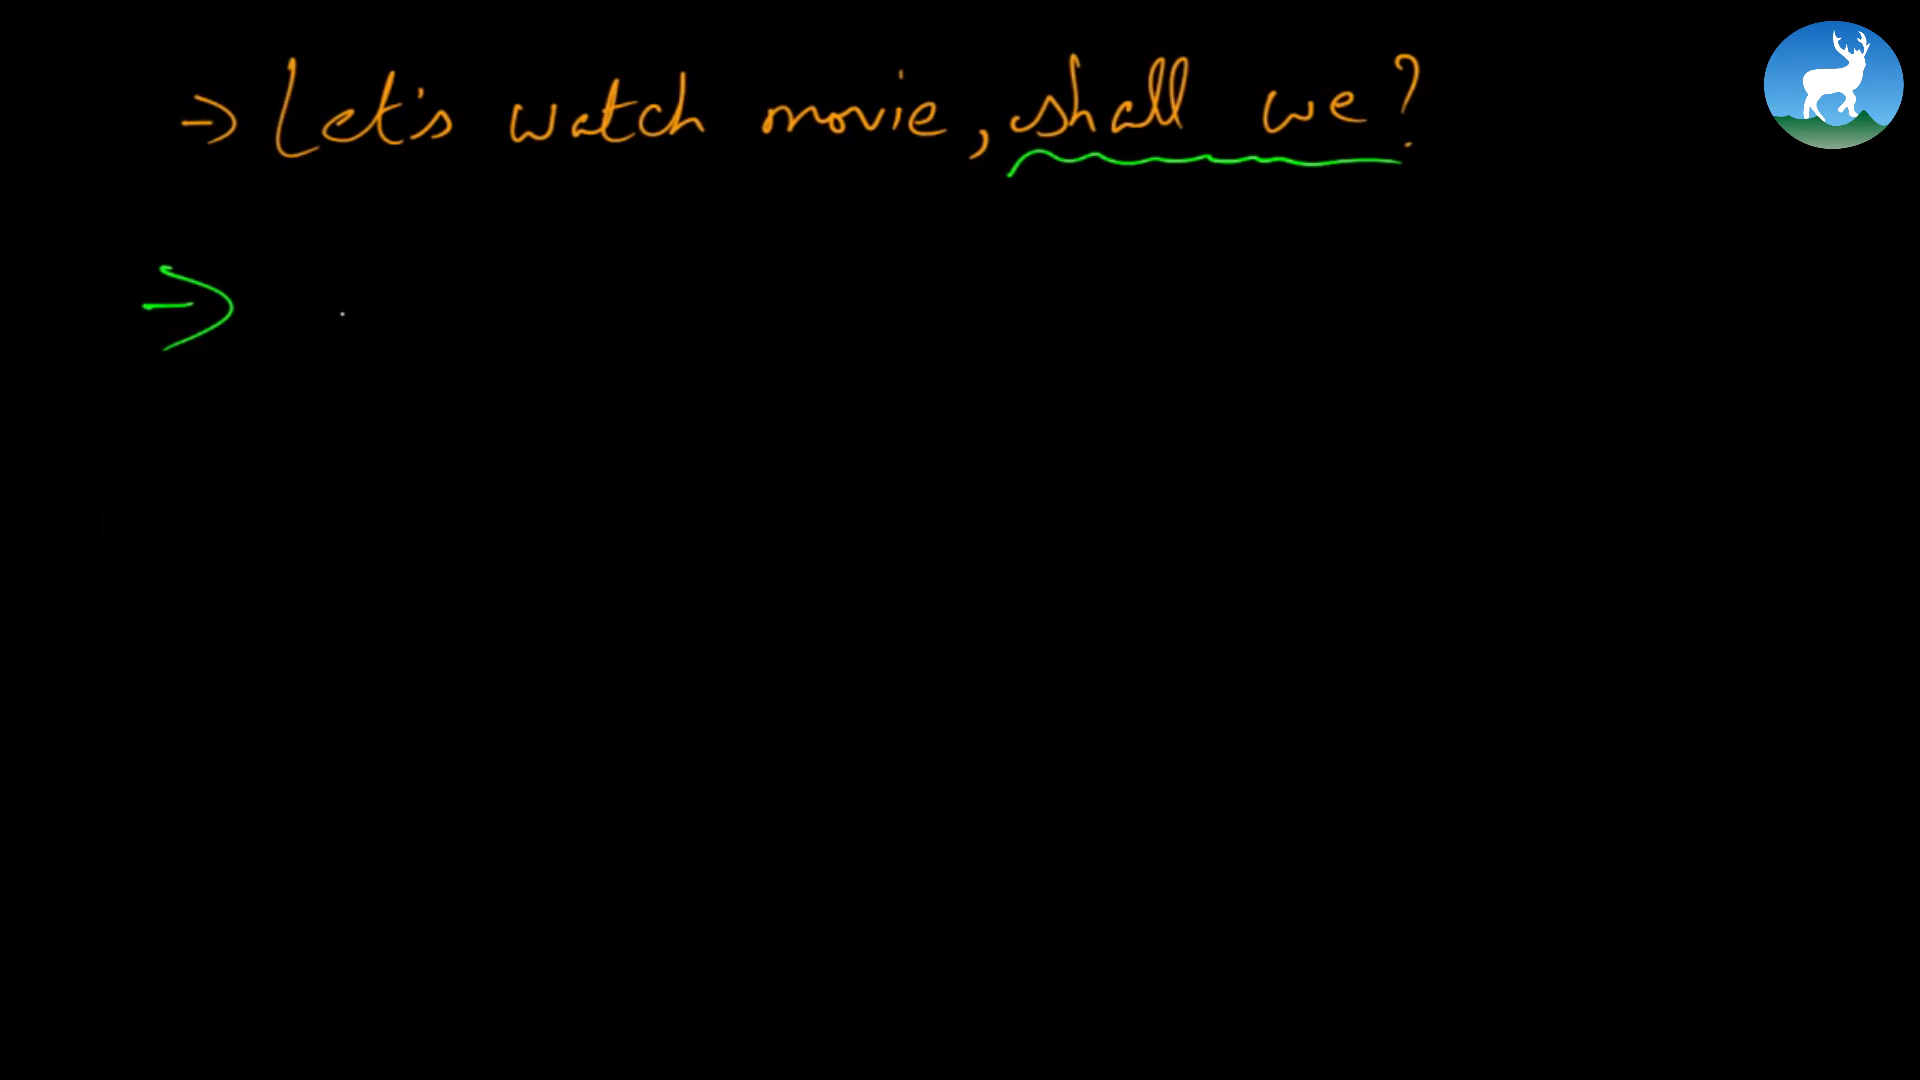 → Let's watch movie, shall we?
→